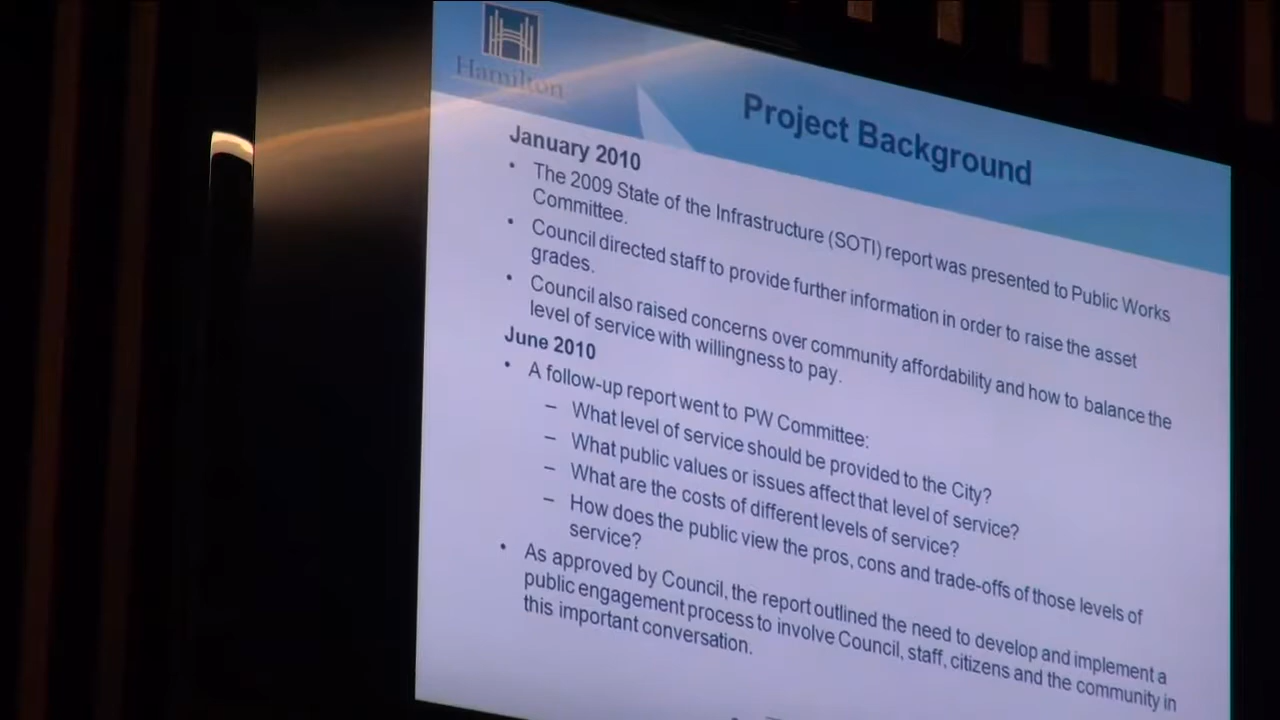 Hamilton
Project Background
January 2010
• The 2009 State of the Infrastructure (SOTI) report was presented to Public Works
Committee.
• Council directed staff to provide further information in order to raise the asset
grades.
• Council also raised concerns over community affordability and how to balance the
level of service with willingness to pay.
June 2010
• A follow-up report went to PW Committee:
– What level of service should be provided to the City?
– What public values or issues affect that level of service?
– What are the costs of different levels of service?
– How does the public view the pros, cons and trade-offs of those levels of
service?
• As approved by Council, the report outlined the need to develop and implement a
public engagement process to involve Council, staff, citizens and the community in
this important conversation.